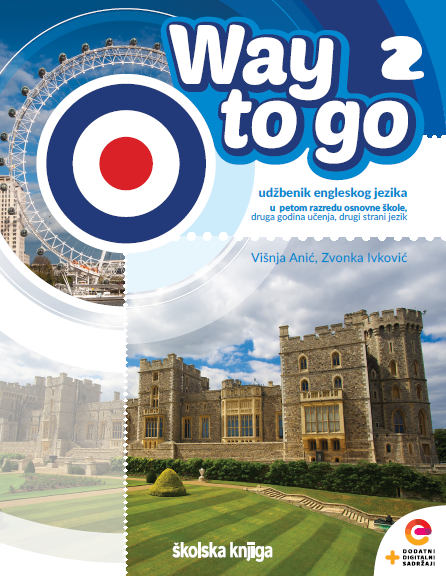 Way 2
to go
udžbenik engleskog jezika
u petom razredu osnovne škole,
druga godina učenja, drugi strani jezik
Višnja Anić, Zvonka Ivković
školska knjiga
e
+ DODATNI
DIGITALNI
SADRŽAJI